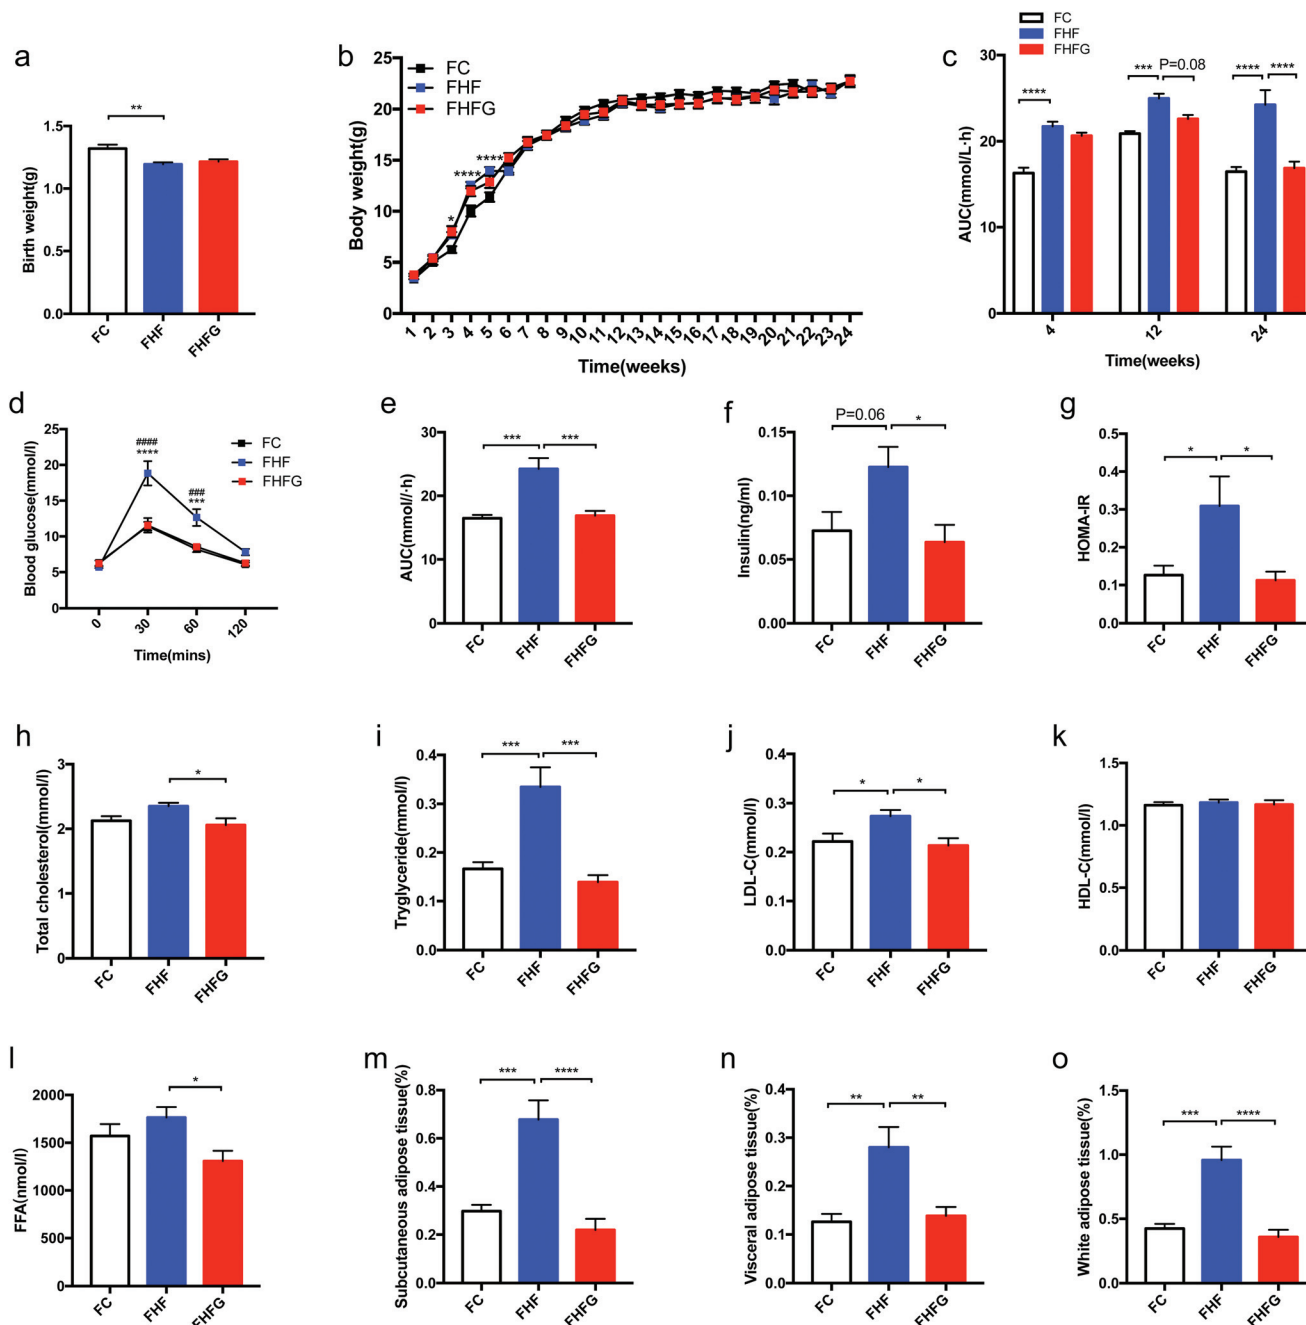 a
Birth weight(g)
1.5
1.0
0.5
0.0
**
FC
FHF
FHFG
b
Body weight(g)
25
20
15
10
5
0
FC
FHF
FHFG
*
****
****
1 2 3 4 5 6 7 8 9 10 11 12 13 14 15 16 17 18 19 20 21 22 23 24
Time(weeks)
c
FC
FHF
FHFG
AUC(mmol/L·h)
30
20
10
0
****
***
P=0.08
****
****
4 12 24
Time(weeks)
d
Blood glucose(mmol/l)
25
20
15
10
5
0
####
****
###
***
FC
FHF
FHFG
0 30 60 120
Time(mins)
e
AUC(mmol/l·h)
30
20
10
0
***
***
FC
FHF
FHFG
f
Insulin(ng/ml)
0.15
0.10
0.05
0.00
P=0.06
*
FC
FHF
FHFG
g
HOMA-IR
0.5
0.4
0.3
0.2
0.1
0.0
*
*
FC
FHF
FHFG
h
Total cholesterol(mmol/l)
3
2
1
0
*
FC
FHF
FHFG
i
Tryglyceride(mmol/l)
0.4
0.3
0.2
0.1
0.0
***
***
FC
FHF
FHFG
j
LDL-C(mmol/l)
0.4
0.3
0.2
0.1
0.0
*
*
FC
FHF
FHFG
k
HDL-C(mmol/l)
1.5
1.0
0.5
0.0
FC
FHF
FHFG
l
FFA(nmol/l)
2000
1500
1000
500
0
*
FC
FHF
FHFG
m
Subcutaneous adipose tissue(%)
0.8
0.6
0.4
0.2
0.0
***
****
FC
FHF
FHFG
n
Visceral adipose tissue(%)
0.4
0.3
0.2
0.1
0.0
**
**
FC
FHF
FHFG
o
White adipose tissue(%)
1.5
1.0
0.5
0.0
***
****
FC
FHF
FHFG